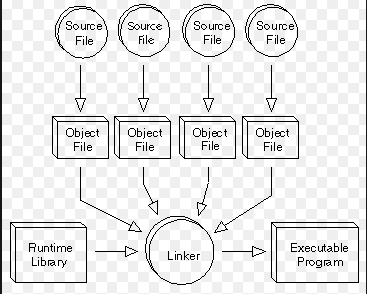 Source
File
Source
File
Source
File
Source
File
Object
File
Object
File
Object
File
Object
File
Runtime
Library
Linker
Executable
Program